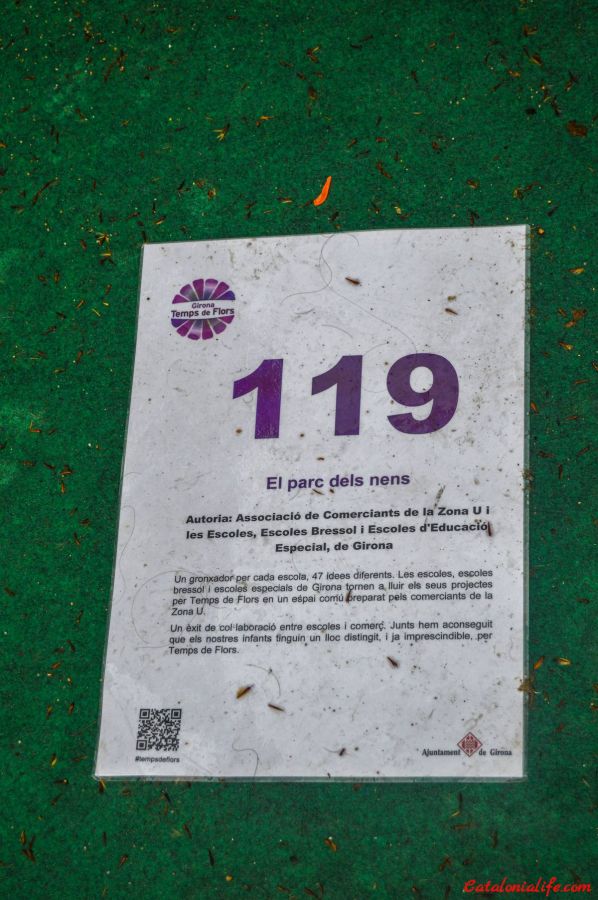 Girona
Temps de Flors
119
El parc dels nens
Autoria: Associació de Comerciants de la Zona U i
les Escoles, Escoles Bressol i Escoles d'Educació
Especial, de Girona
Un gronxador per cada escola, 47 idees diferents. Les escoles, escoles
bressol i escoles especials de Girona tornen a lluir els seus projectes
per Temps de Flors en un espai comú preparat pels comerciants de la
Zona U.
Un èxit de col·laboració entre escoles i comerç. Junts hem aconseguit
que els nostres infants tinguin un lloc distingit, i ja imprescindible, per
Temps de Flors.
#tempsdeflors
Ajuntament de Girona
Catalonialife.com